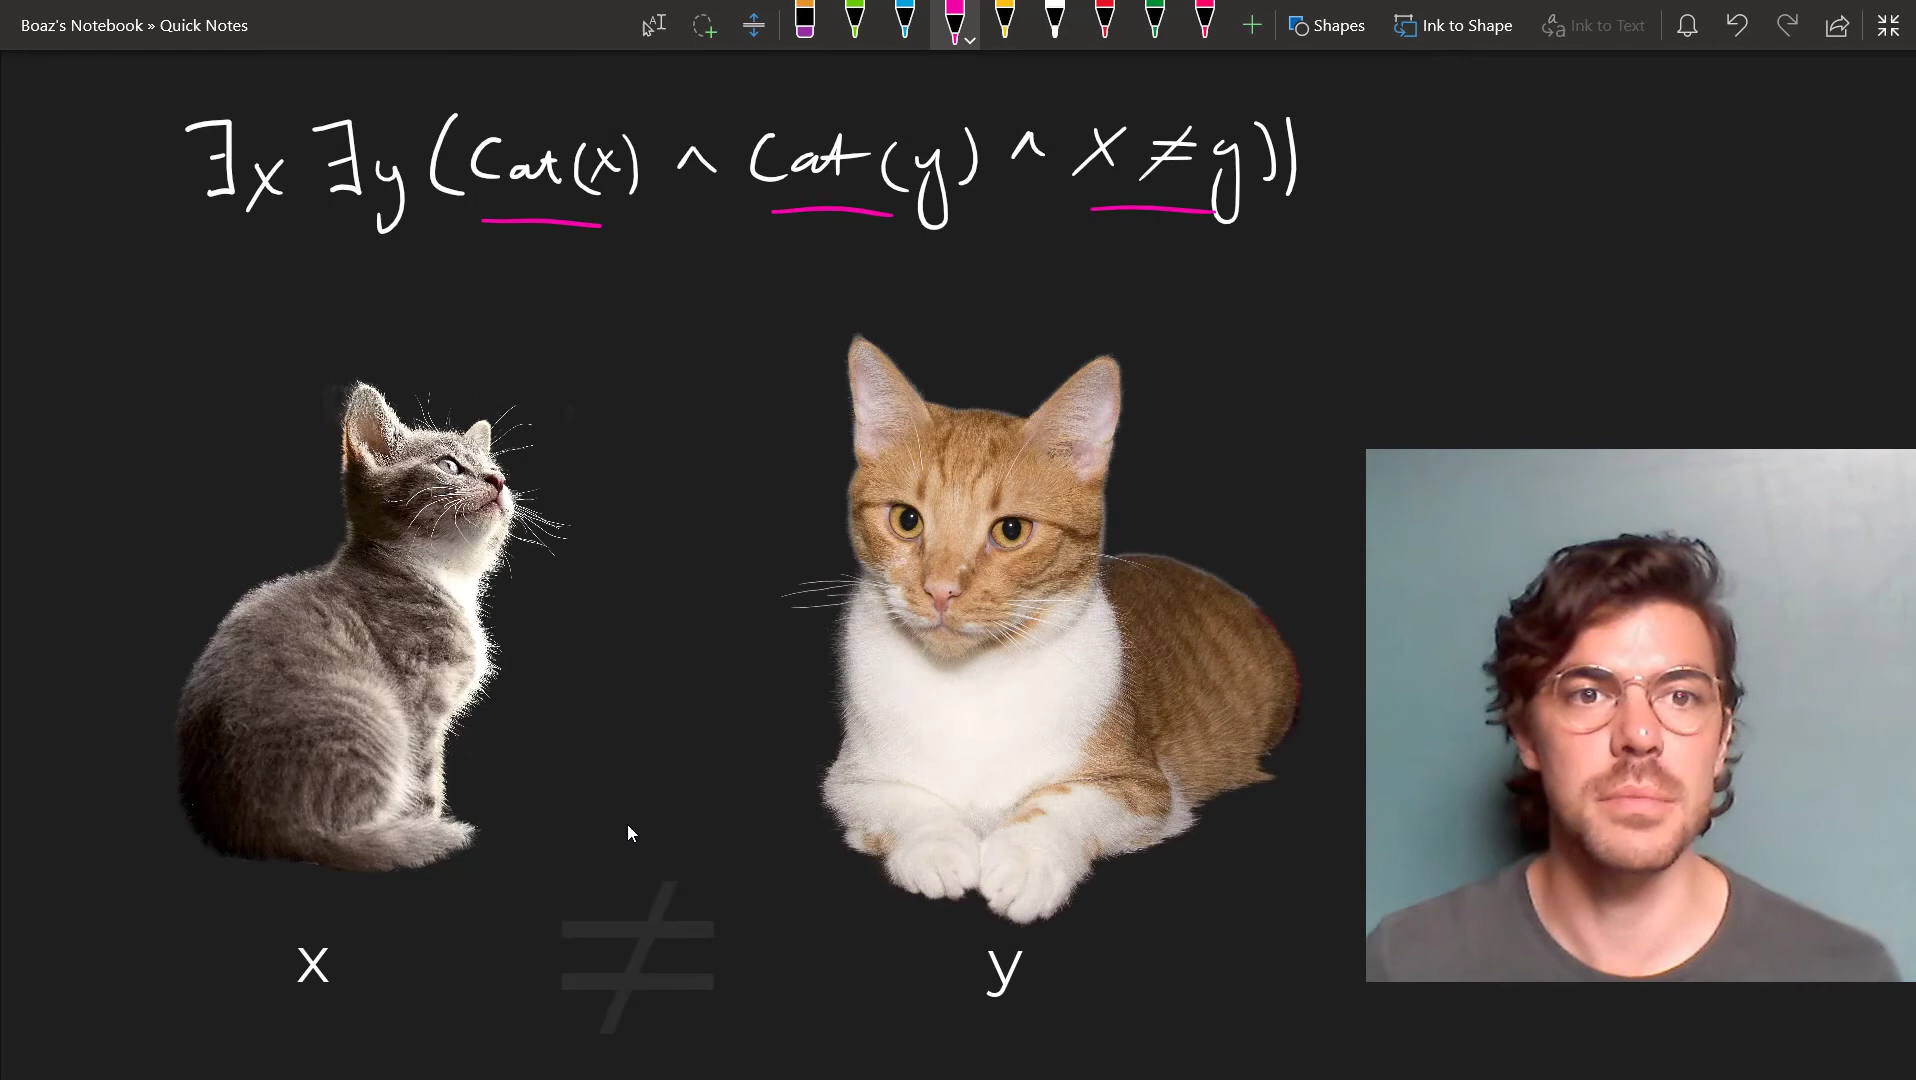 Boaz's Notebook » Quick Notes
Shapes
Ink to Shape
Ink to Text
∃x ∃y (Cat(x) ∧ Cat(y) ∧ x ≠ y))
x ≠ y